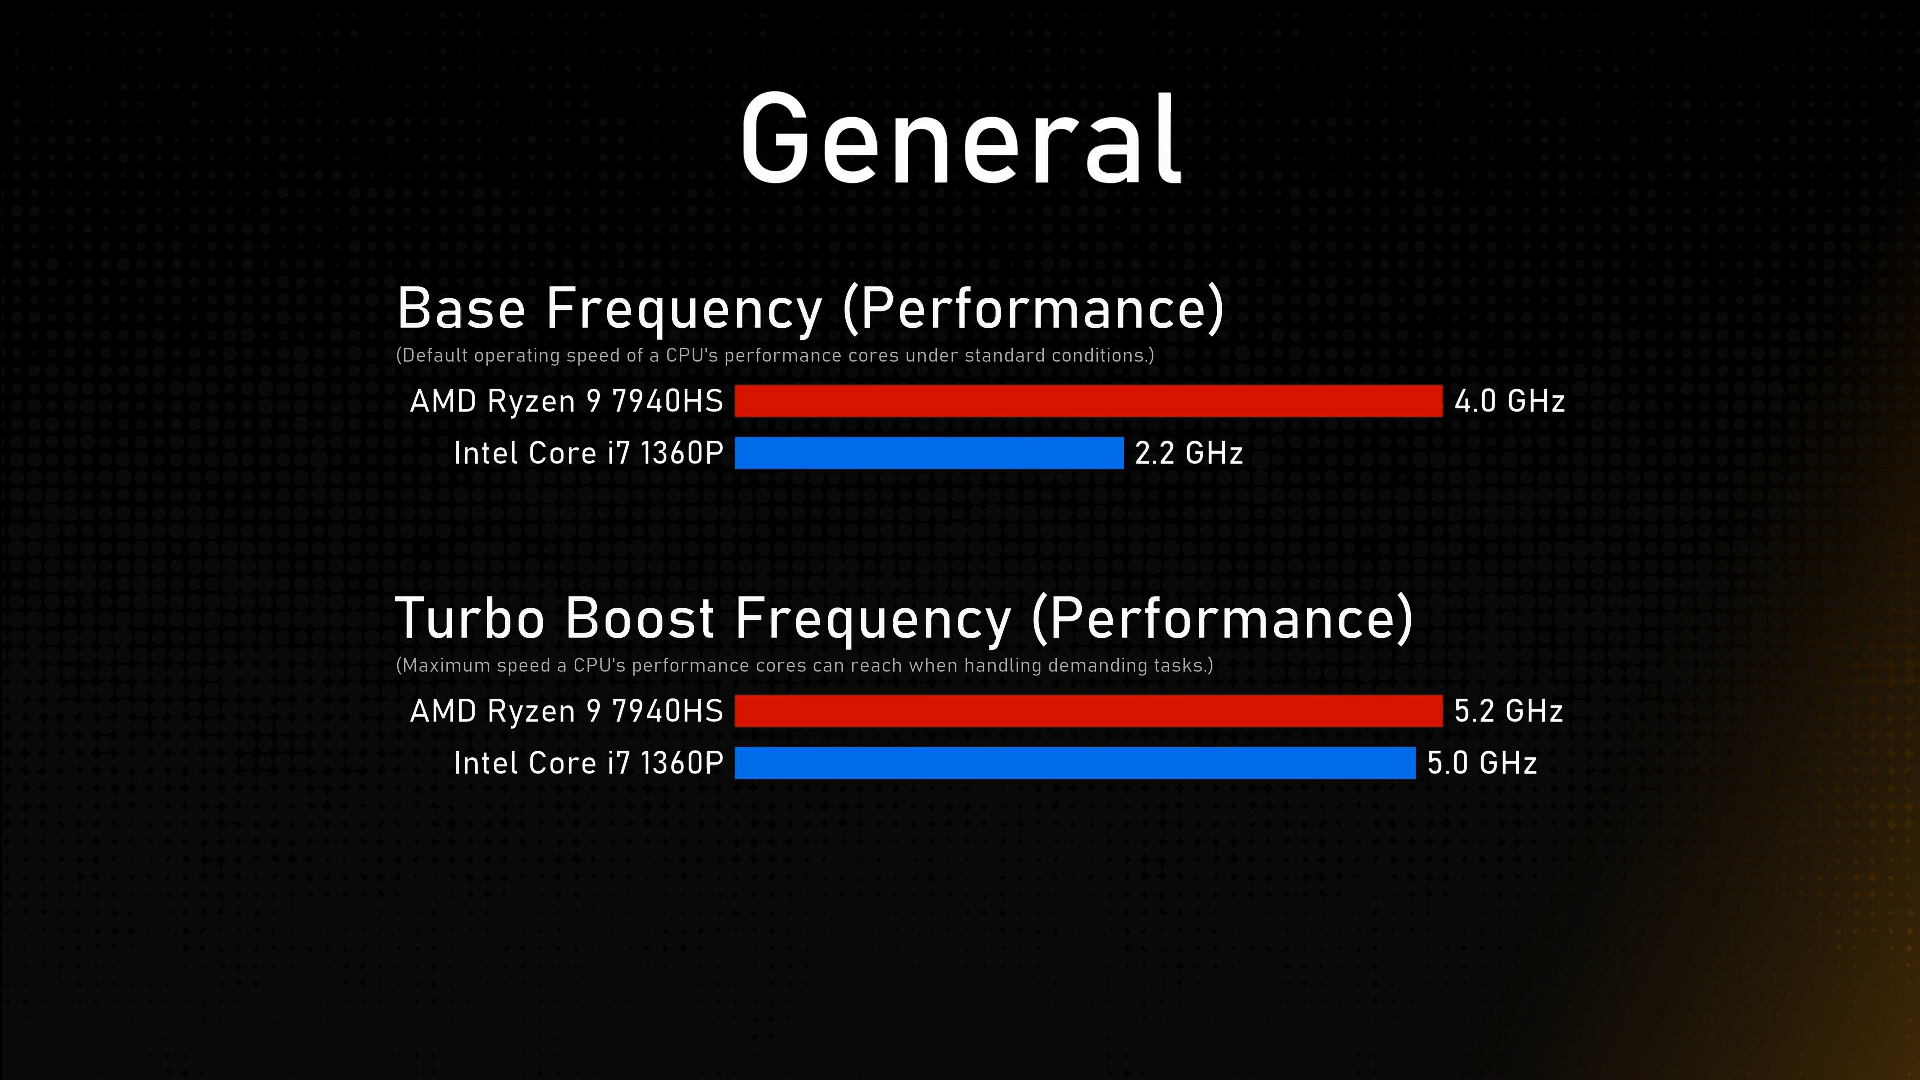 General
Base Frequency (Performance)
(Default operating speed of a CPU's performance cores under standard conditions.)
AMD Ryzen 9 7940HS 4.0 GHz
Intel Core i7 1360P 2.2 GHz
Turbo Boost Frequency (Performance)
(Maximum speed a CPU's performance cores can reach when handling demanding tasks.)
AMD Ryzen 9 7940HS 5.2 GHz
Intel Core i7 1360P 5.0 GHz